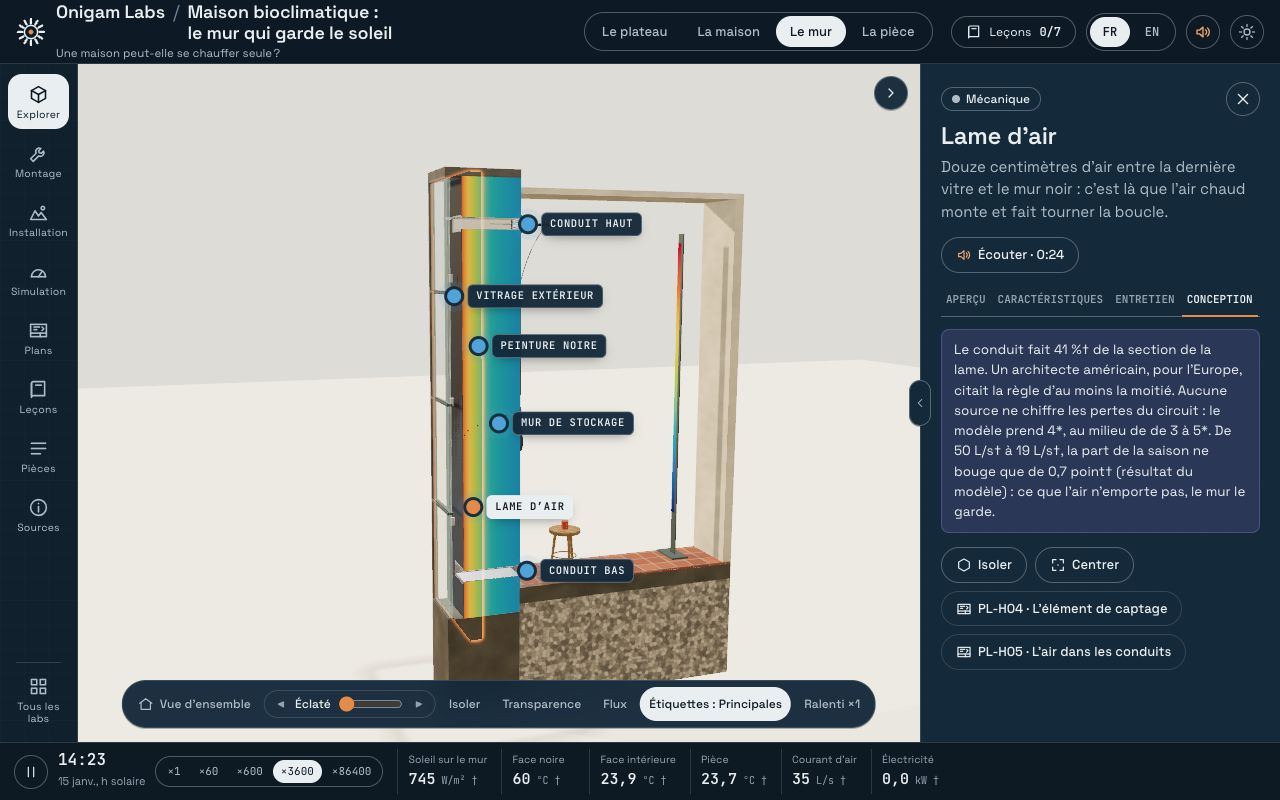 Onigam Labs / Maison bioclimatique :
le mur qui garde le soleil
Une maison peut-elle se chauffer seule ?
Le plateau
La maison
Le mur
La pièce
Leçons 0/7
FR
EN
Explorer
Montage
Installation
Simulation
Plans
Leçons
Pièces
Sources
Tous les
labs
CONDUIT HAUT
VITRAGE EXTÉRIEUR
PEINTURE NOIRE
MUR DE STOCKAGE
LAME D'AIR
CONDUIT BAS
Vue d'ensemble
Éclaté
Isoler
Transparence
Flux
Étiquettes : Principales
Ralenti ×1
Mécanique
Lame d'air
Douze centimètres d'air entre la dernière
vitre et le mur noir : c'est là que l'air chaud
monte et fait tourner la boucle.
Écouter · 0:24
APERÇU
CARACTÉRISTIQUES
ENTRETIEN
CONCEPTION
Le conduit fait 41 %† de la section de la
lame. Un architecte américain, pour l'Europe,
citait la règle d'au moins la moitié. Aucune
source ne chiffre les pertes du circuit : le
modèle prend 4*, au milieu de de 3 à 5*. De
50 L/s† à 19 L/s†, la part de la saison ne
bouge que de 0,7 point† (résultat du
modèle) : ce que l'air n'emporte pas, le mur le
garde.
Isoler
Centrer
PL-H04 · L'élément de captage
PL-H05 · L'air dans les conduits
14:23
15 janv., h solaire
×1
×60
×600
×3600
×86400
Soleil sur le mur
745 W/m² †
Face noire
60 °C †
Face intérieure
23,9 °C †
Pièce
23,7 °C †
Courant d'air
35 L/s †
Électricité
0,0 kW †